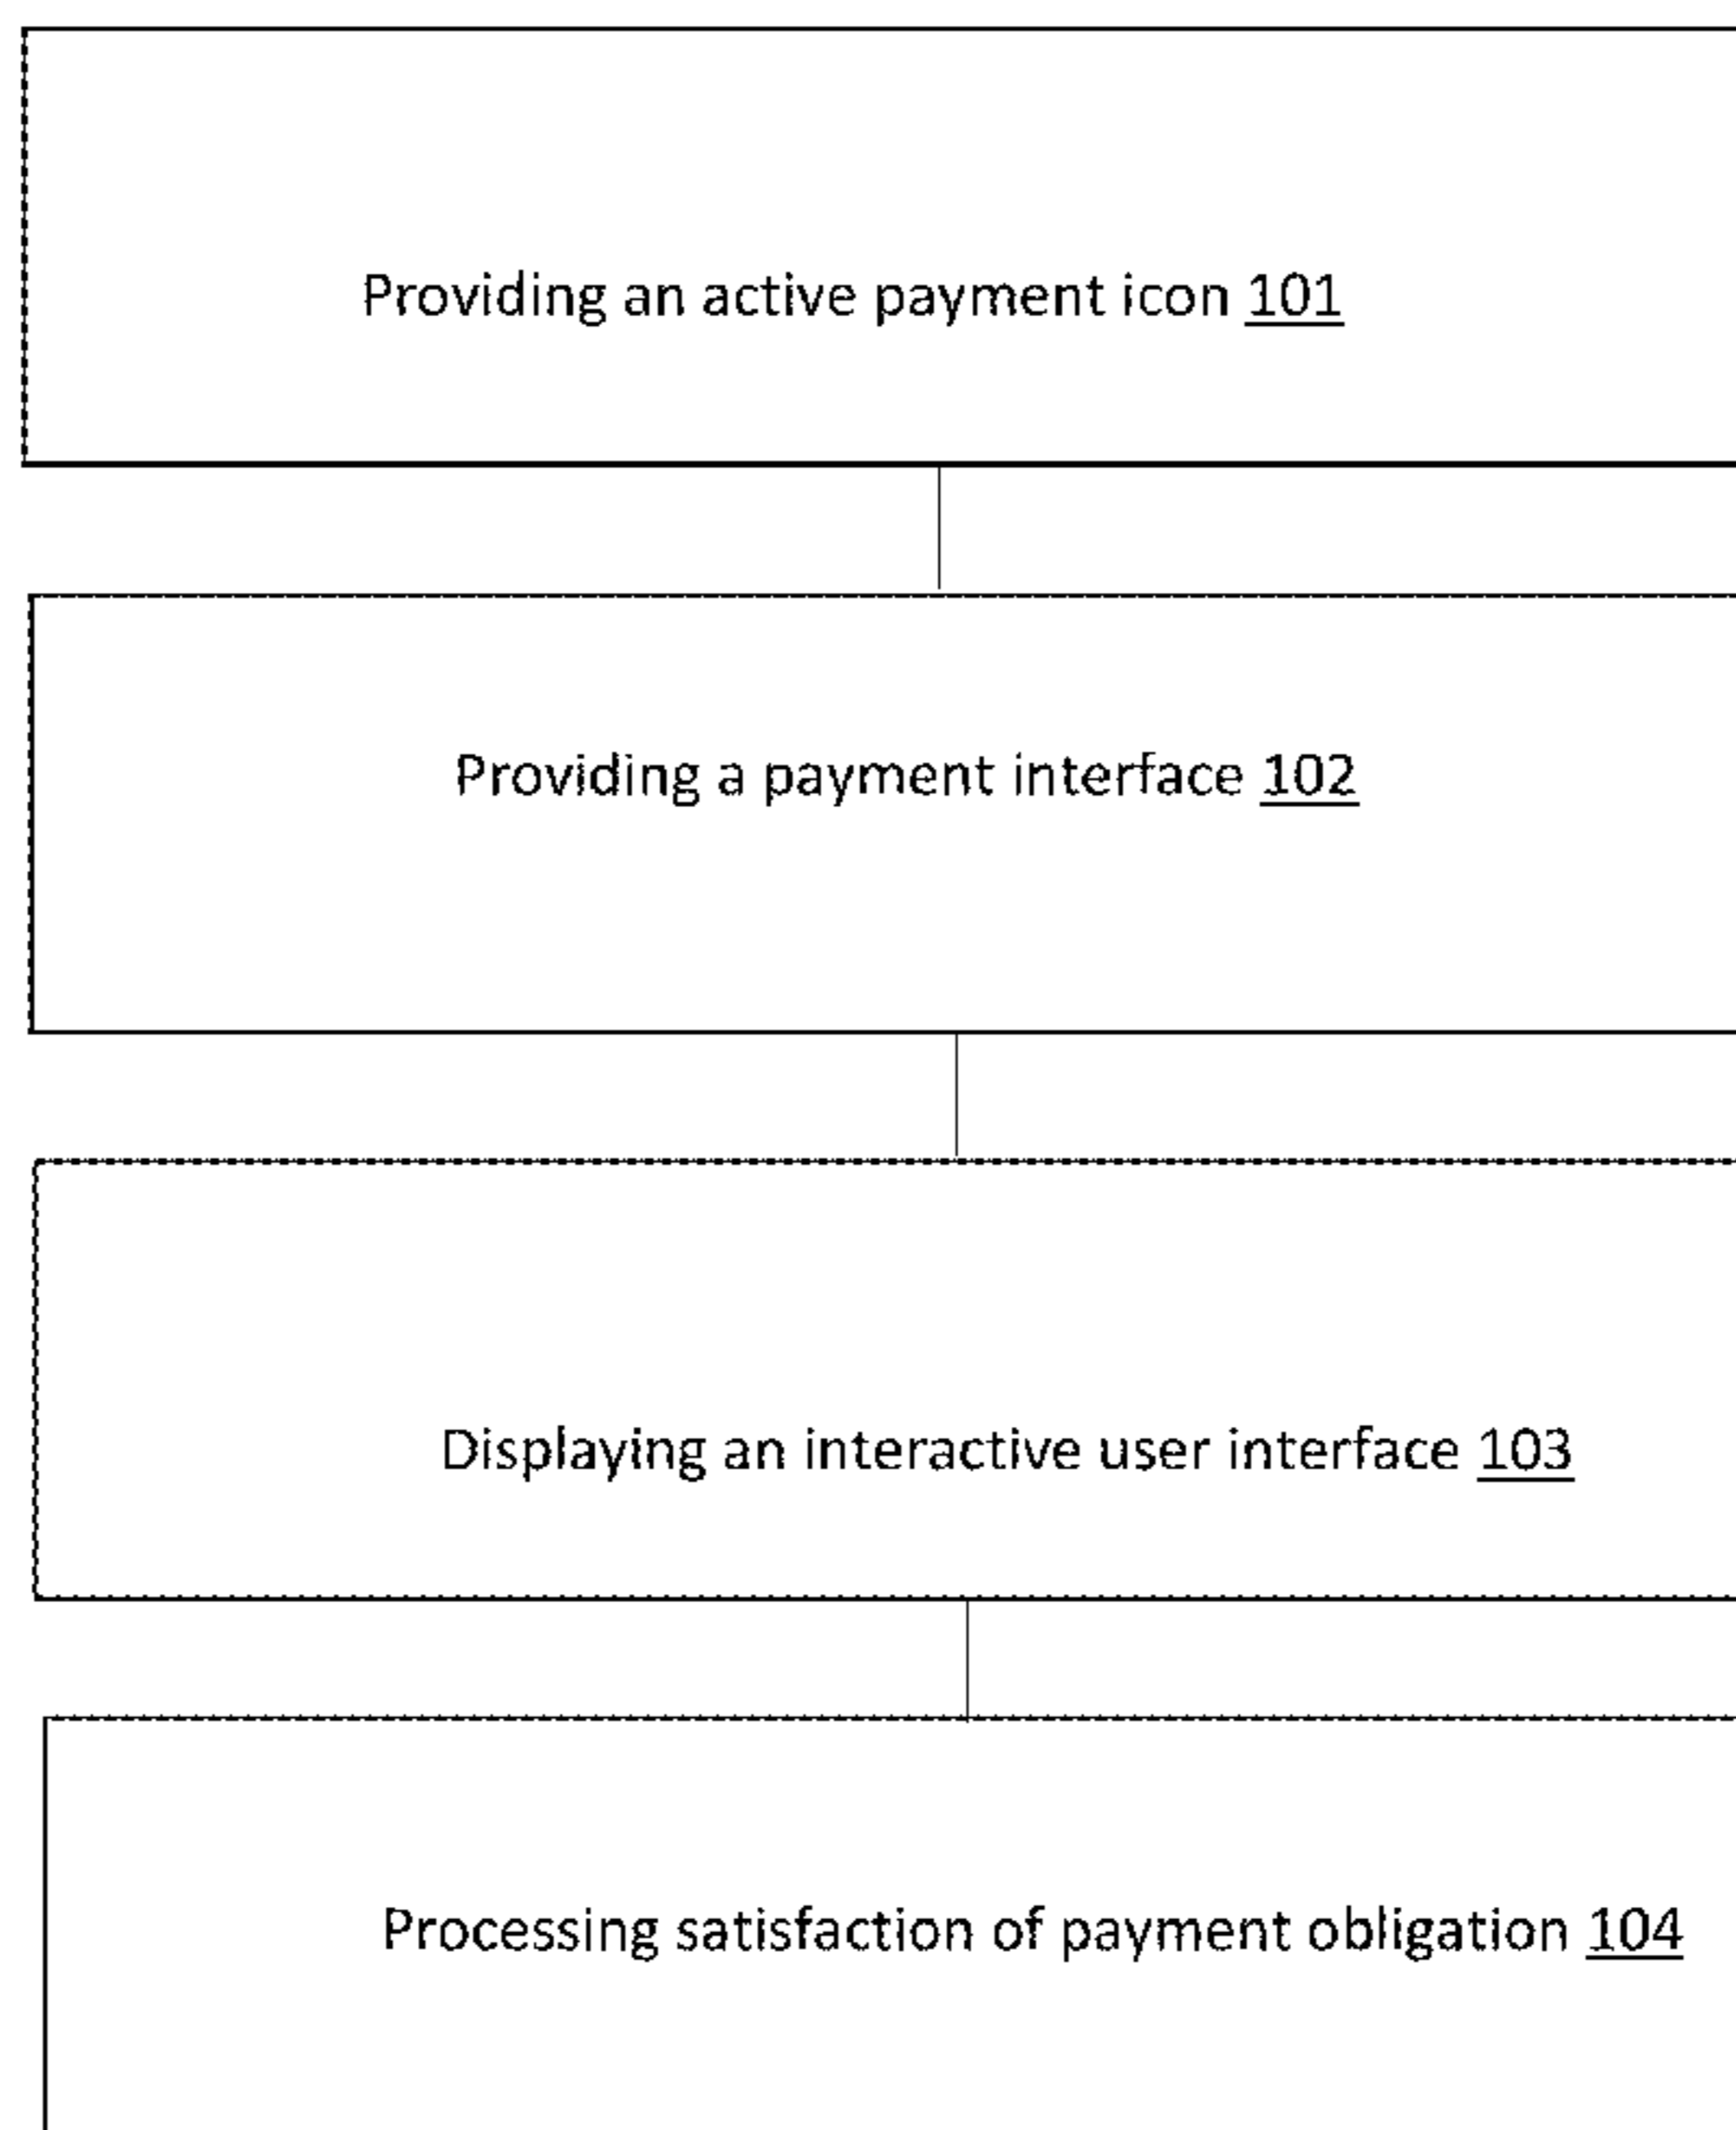 Providing an active payment icon 101
Providing a payment interface 102
Displaying an interactive user interface 103
Processing satisfaction of payment obligation 104